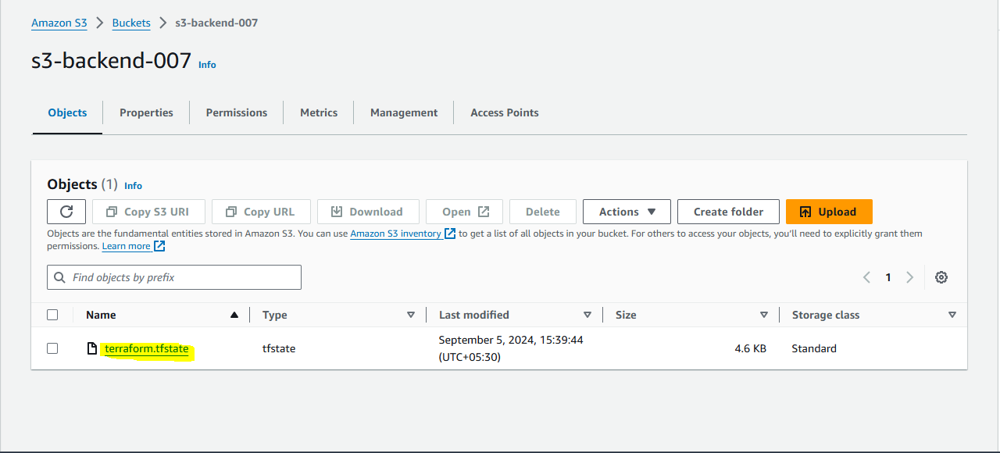 Amazon S3 > Buckets > s3-backend-007
s3-backend-007 Info
Objects Properties Permissions Metrics Management Access Points
Objects (1) Info
Copy S3 URI Copy URL Download Open Delete Actions Create folder Upload
Objects are the fundamental entities stored in Amazon S3. You can use Amazon S3 inventory to get a list of all objects in your bucket. For others to access your objects, you'll need to explicitly grant them
permissions. Learn more
Find objects by prefix 1
Name Type Last modified Size Storage class
terraform.tfstate tfstate September 5, 2024, 15:39:44 4.6 KB Standard
(UTC+05:30)